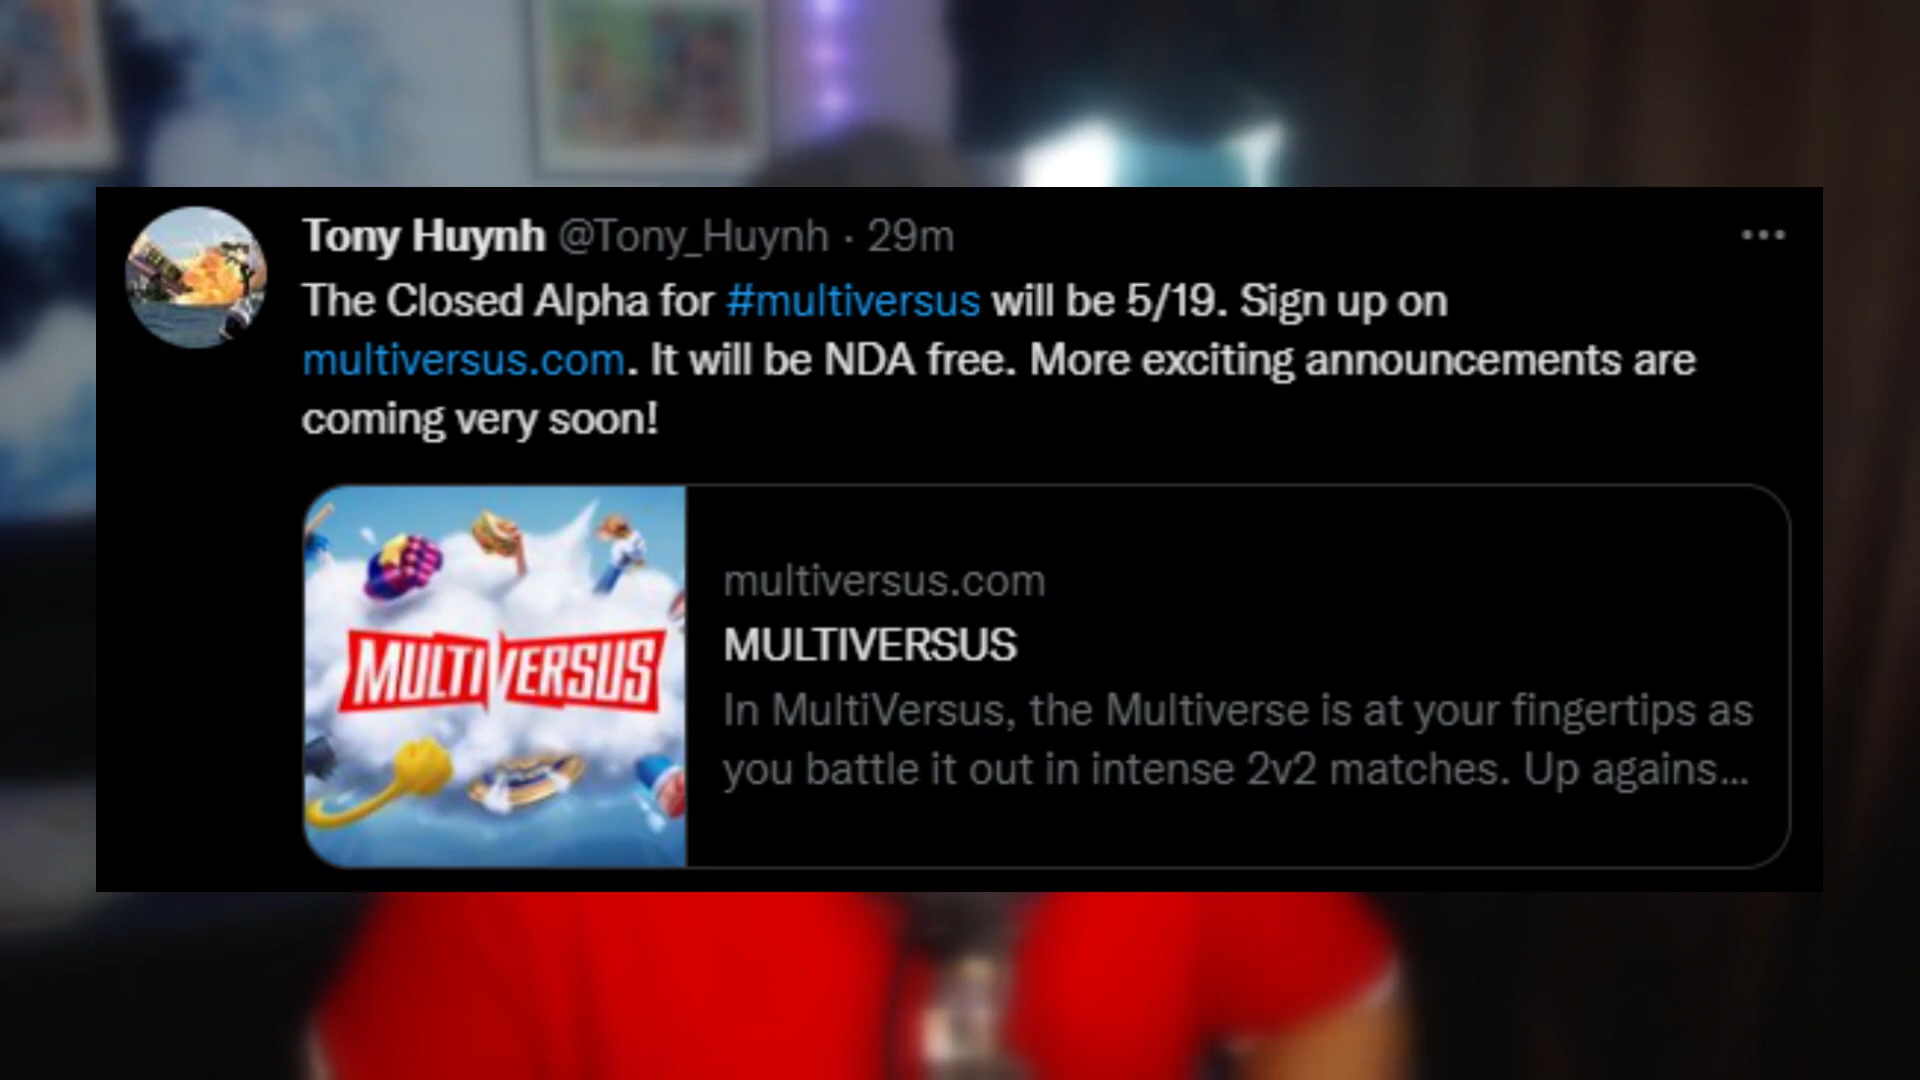 Tony Huynh @Tony_Huynh · 29m
The Closed Alpha for #multiversus will be 5/19. Sign up on
multiversus.com. It will be NDA free. More exciting announcements are
coming very soon!
MULTIVERSUS
multiversus.com
MULTIVERSUS
In MultiVersus, the Multiverse is at your fingertips as
you battle it out in intense 2v2 matches. Up agains...